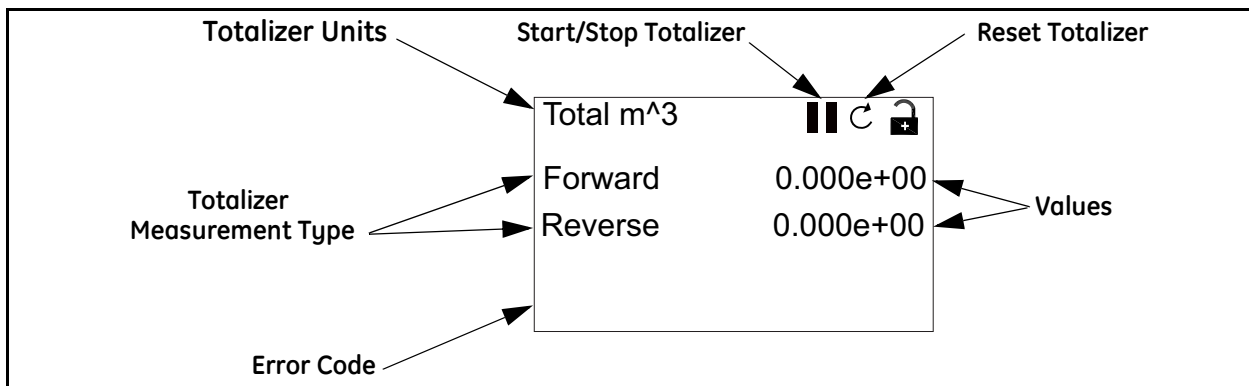 Totalizer Units
Start/Stop Totalizer
Reset Totalizer
Total m^3
Forward 0.000e+00
Reverse 0.000e+00
Totalizer
Measurement Type
Values
Error Code